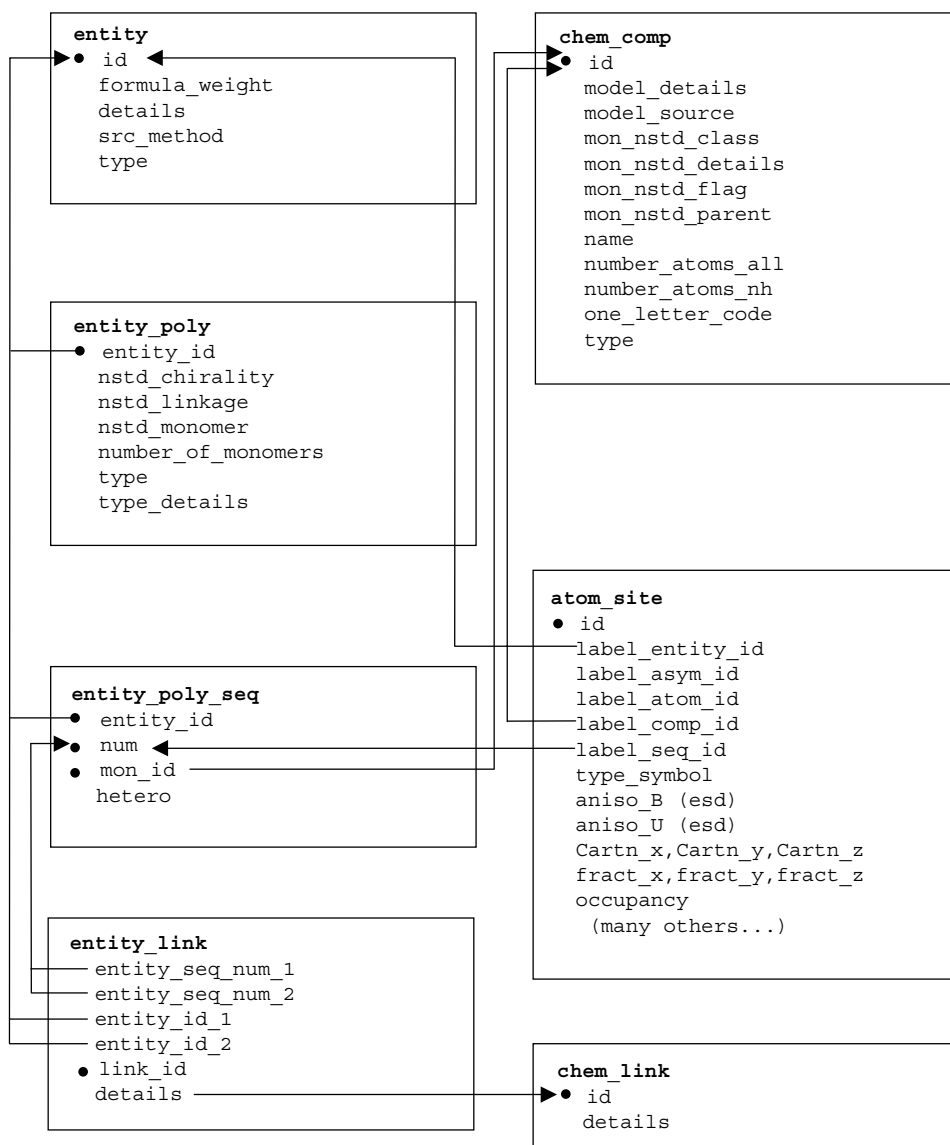 entity
id
formula_weight
details
src_method
type
entity_poly
entity_id
nstd_chirality
nstd_linkage
nstd_monomer
number_of_monomers
type
type_details
entity_poly_seq
entity_id
num
mon_id
hetero
entity_link
entity_seq_num_1
entity_seq_num_2
entity_id_1
entity_id_2
link_id
details
chem_comp
id
model_details
model_source
mon_nstd_class
mon_nstd_details
mon_nstd_flag
mon_nstd_parent
name
number_atoms_all
number_atoms_nh
one_letter_code
type
atom_site
id
label_entity_id
label_asym_id
label_atom_id
label_comp_id
label_seq_id
type_symbol
aniso_B (esd)
aniso_U (esd)
Cartn_x,Cartn_y,Cartn_z
fract_x,fract_y,fract_z
occupancy
(many others...)
chem_link
id
details